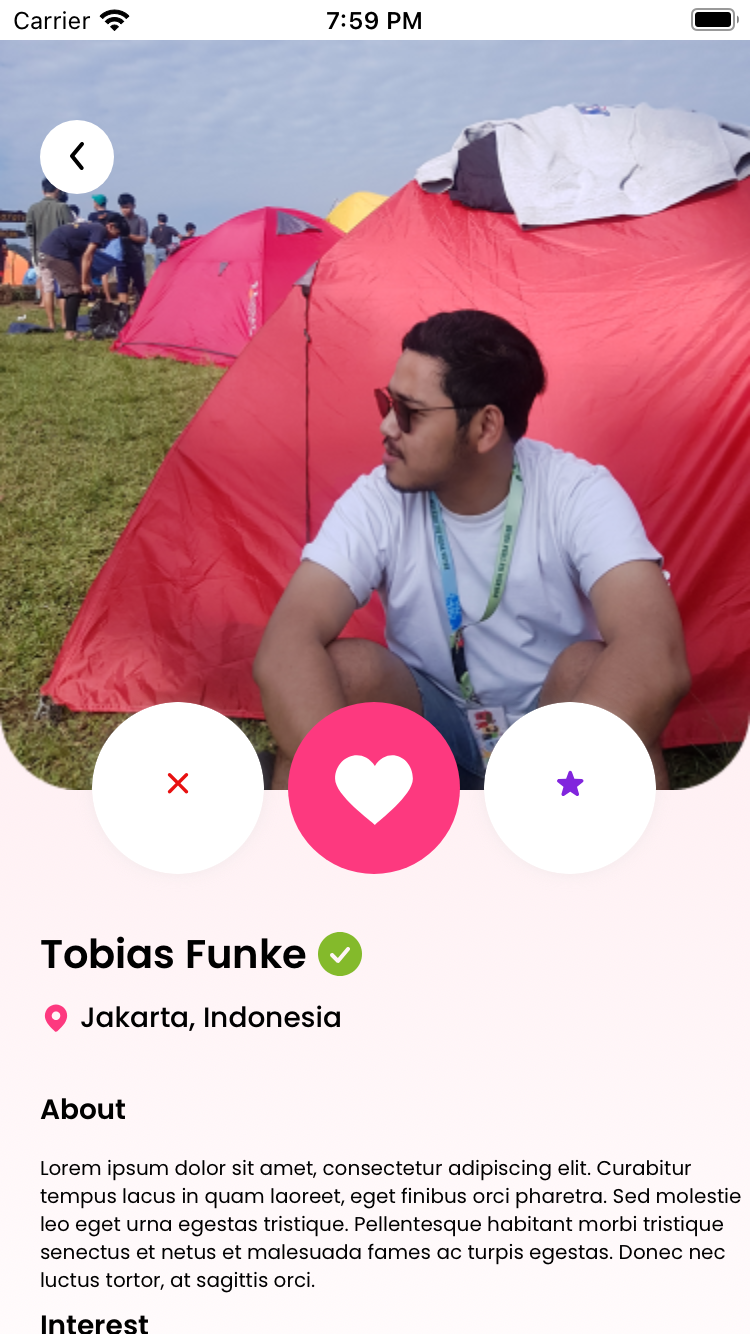 Carrier
7:59 PM
Tobias Funke
Jakarta, Indonesia
About
Lorem ipsum dolor sit amet, consectetur adipiscing elit. Curabitur
tempus lacus in quam laoreet, eget finibus orci pharetra. Sed molestie
leo eget urna egestas tristique. Pellentesque habitant morbi tristique
senectus et netus et malesuada fames ac turpis egestas. Donec nec
luctus tortor, at sagittis orci.
Interest